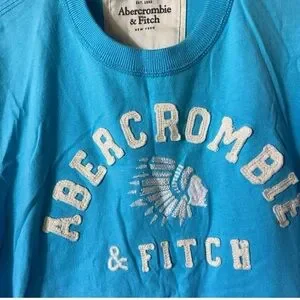 EST. 1892
Abercrombie
& Fitch
NEW YORK
ABERCROMBIE
& FITCH